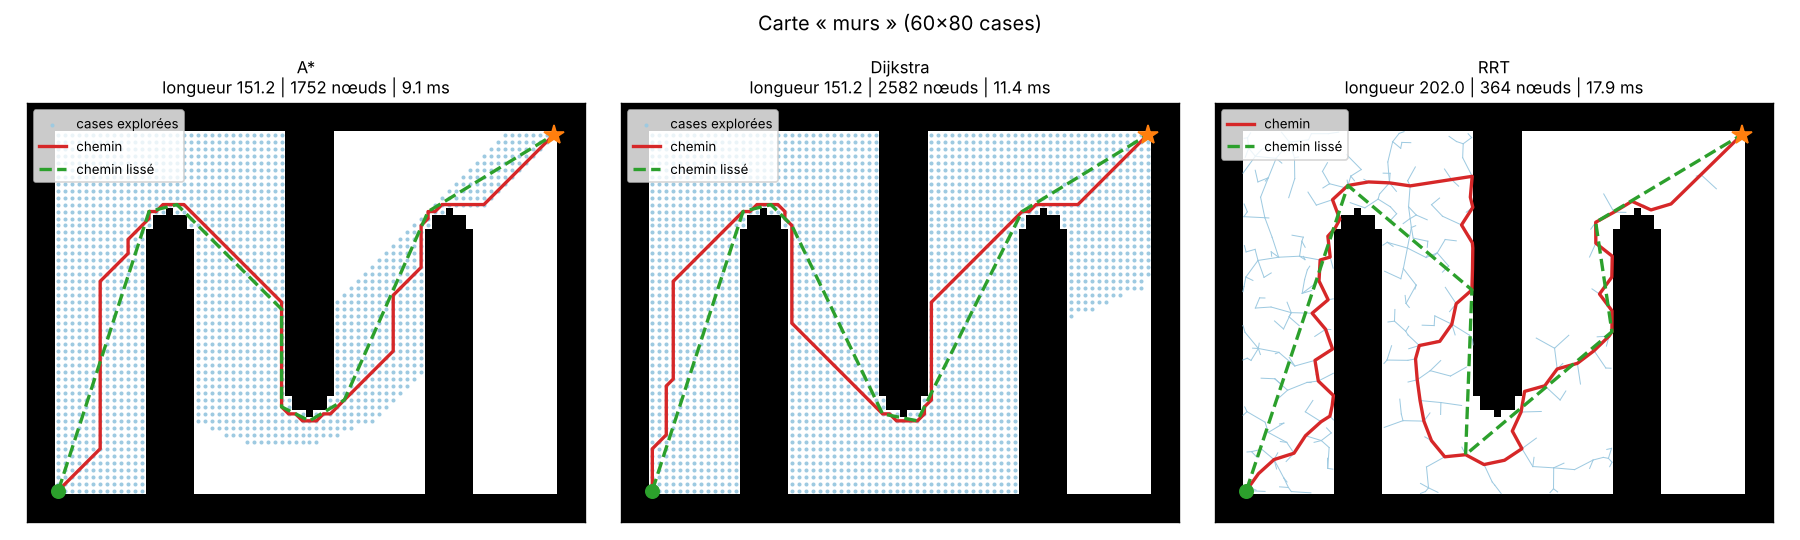 Carte « murs » (60×80 cases)
A*
longueur 151.2 | 1752 nœuds | 9.1 ms
cases explorées
chemin
chemin lissé
Dijkstra
longueur 151.2 | 2582 nœuds | 11.4 ms
cases explorées
chemin
chemin lissé
RRT
longueur 202.0 | 364 nœuds | 17.9 ms
chemin
chemin lissé